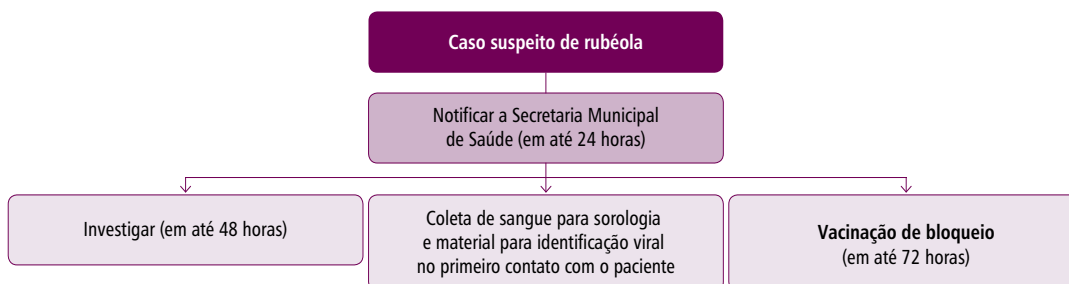 Caso suspeito de rubéola
Notificar a Secretaria Municipal
de Saúde (em até 24 horas)
Investigar (em até 48 horas)
Coleta de sangue para sorologia
e material para identificação viral
no primeiro contato com o paciente
Vacinação de bloqueio
(em até 72 horas)